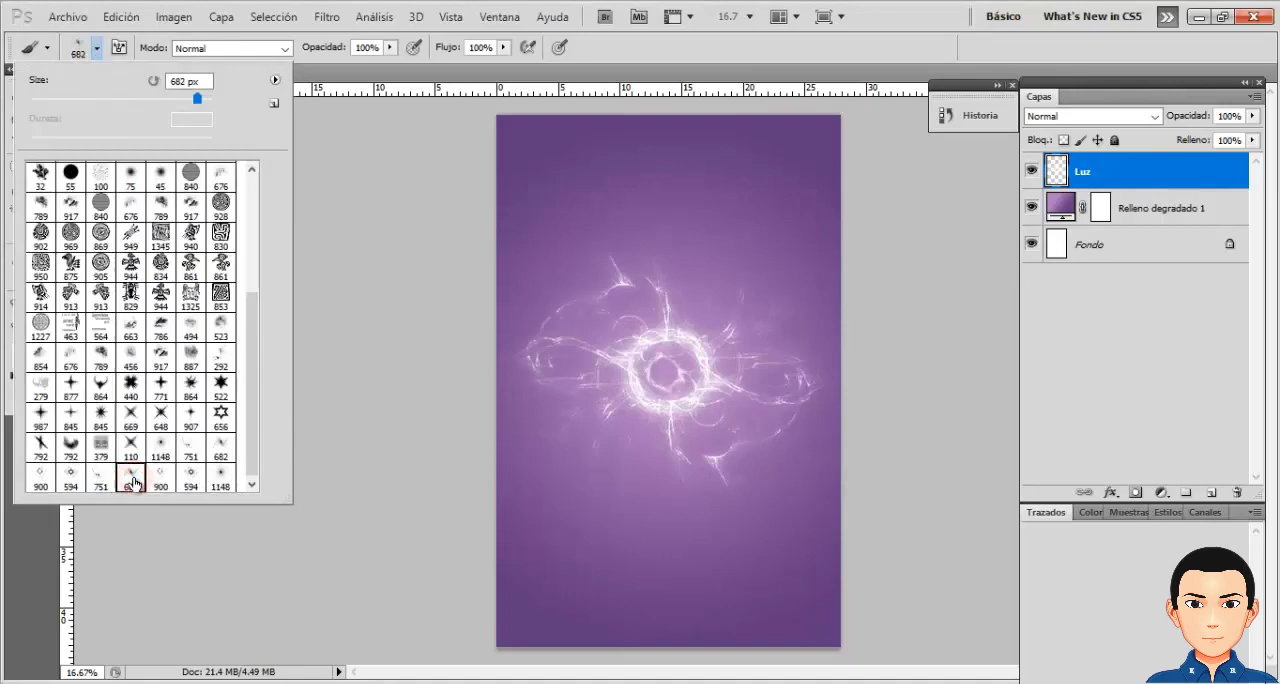 Ps Archivo Edición Imagen Capa Selección Filtro Análisis 3D Vista Ventana Ayuda Br Mb 16.7 Básico What's New in CS5
682 Modo: Normal Opacidad: 100% Flujo: 100%
Size: 682 px
Dureza:
32 55 100 75 45 840 676
789 917 840 676 789 917 928
902 969 869 949 1345 940 830
950 875 905 944 834 861 861
914 913 913 829 944 1325 853
1227 463 564 663 786 494 523
854 676 789 456 917 887 292
279 877 864 440 771 864 522
987 845 845 669 648 907 656
792 792 379 110 1148 751 682
900 594 751 900 594 1148
15 10 5 0 5 10 15 20 25 30
Historia
Capas
Normal Opacidad: 100%
Bloq.: Relleno: 100%
Luz
Relleno degradado 1
Fondo
fx
Trazados Color Muestras Estilos Canales
3 5
4 0
16.67% Doc: 21.4 MB/4.49 MB
K R